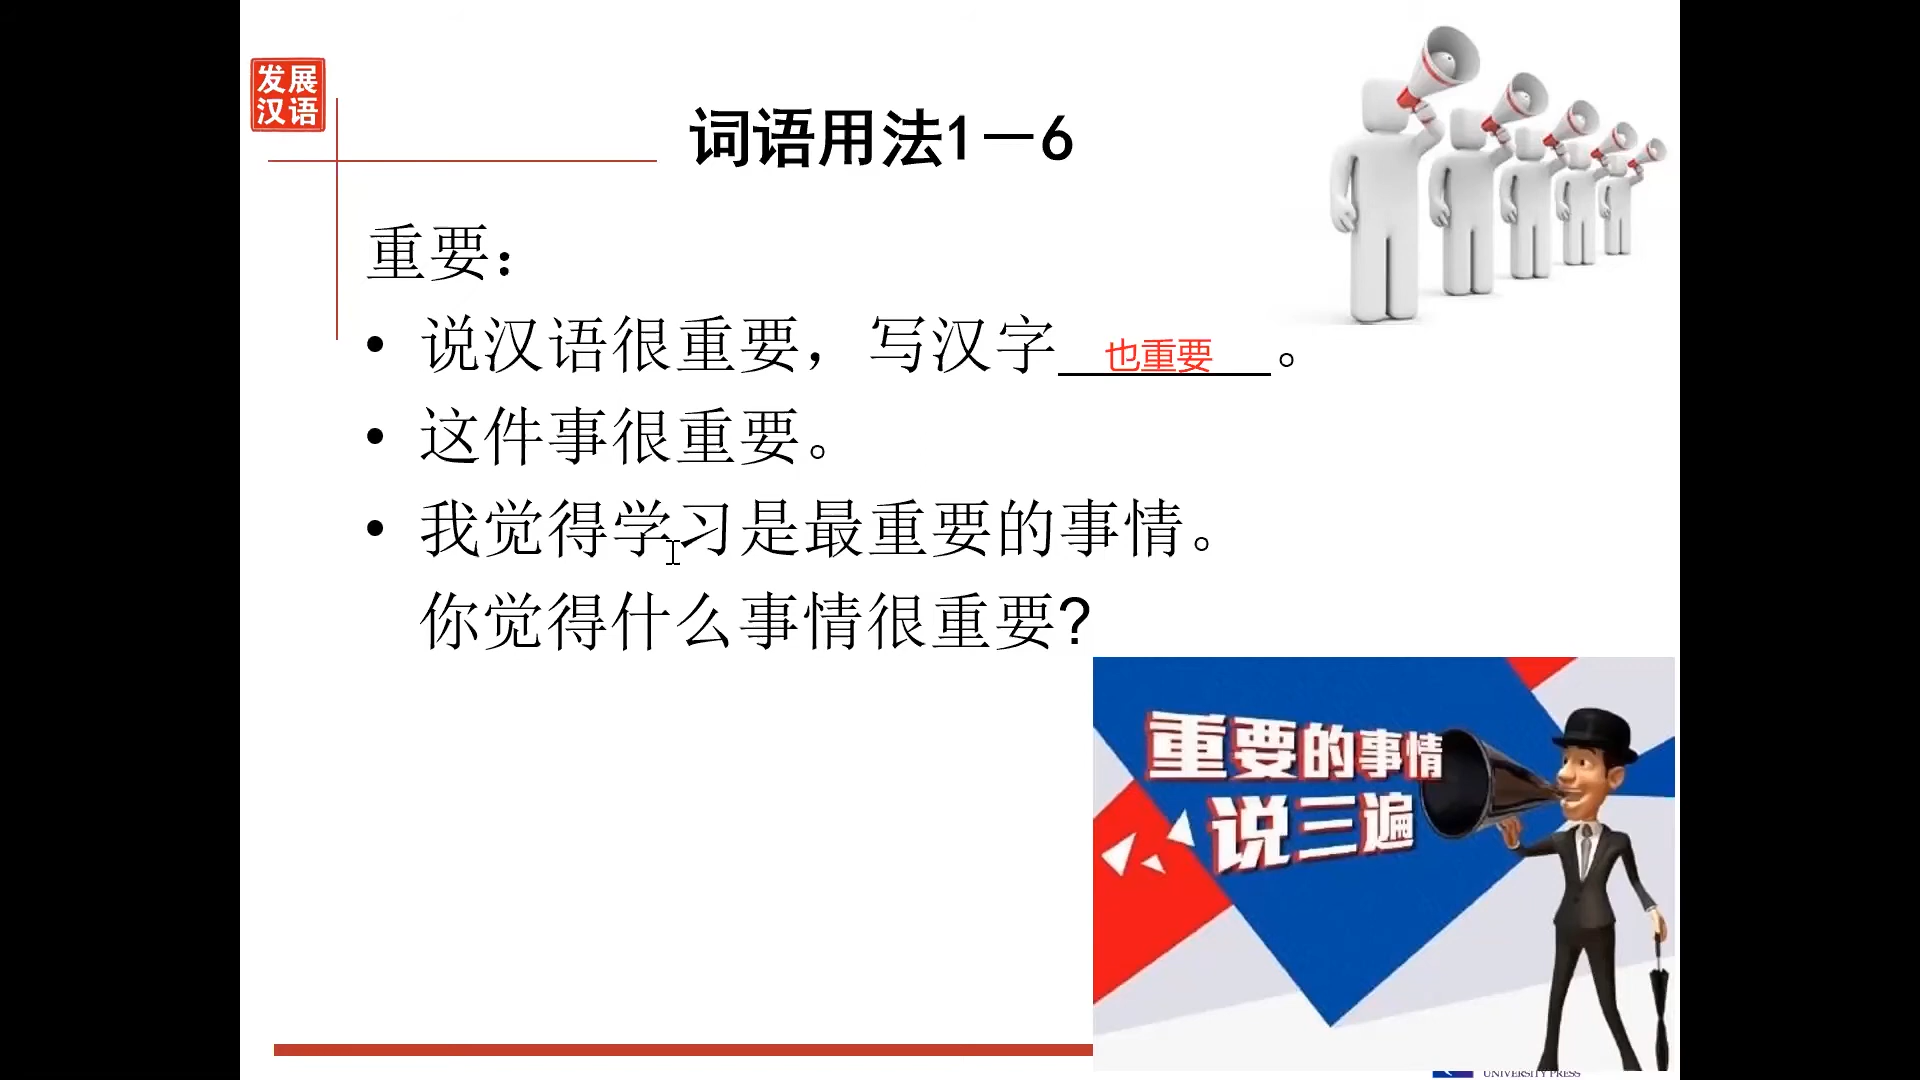 发展
汉语
词语用法1－6
重要：
• 说汉语很重要，写汉字也重要。
• 这件事很重要。
• 我觉得学习是最重要的事情。
你觉得什么事情很重要？
重要的事情
说三遍
UNIVERSITY PRESS